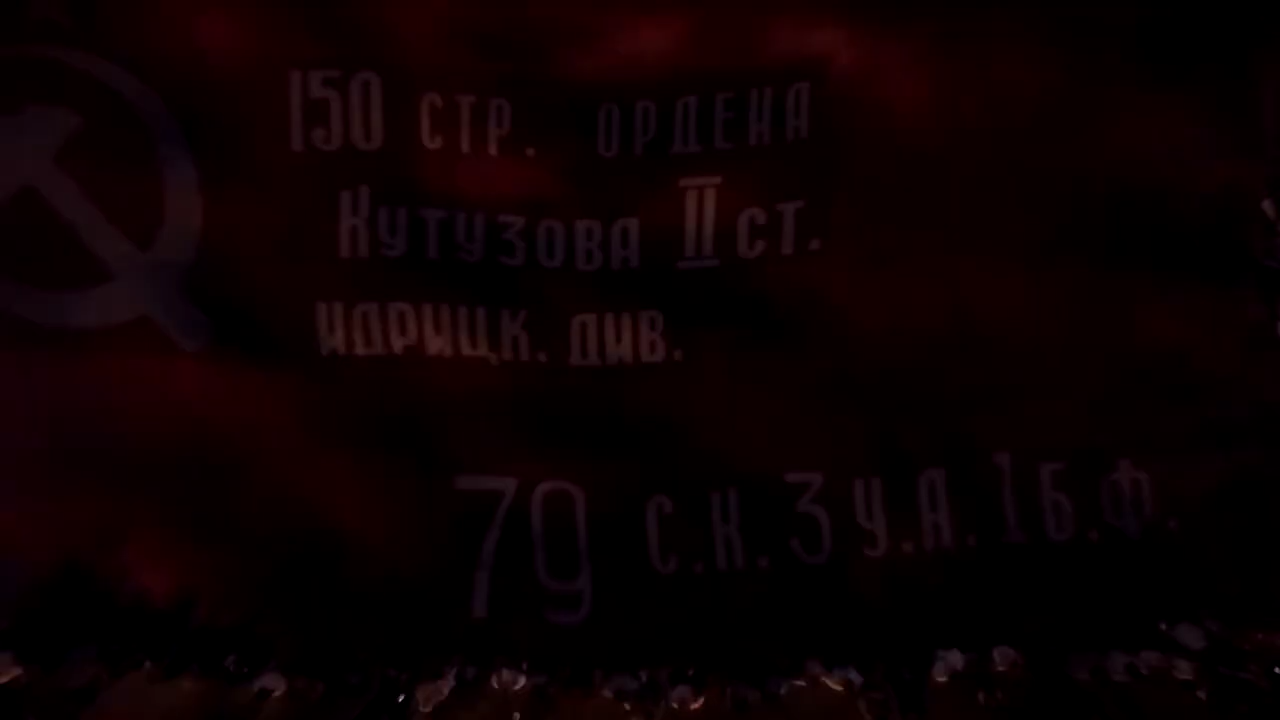 150 СТР. ОРДЕНА
КУТУЗОВА II СТ.
ИДРИЦК. ДИВ.
79 С.К. 3 У.А. 1 Б.Ф.